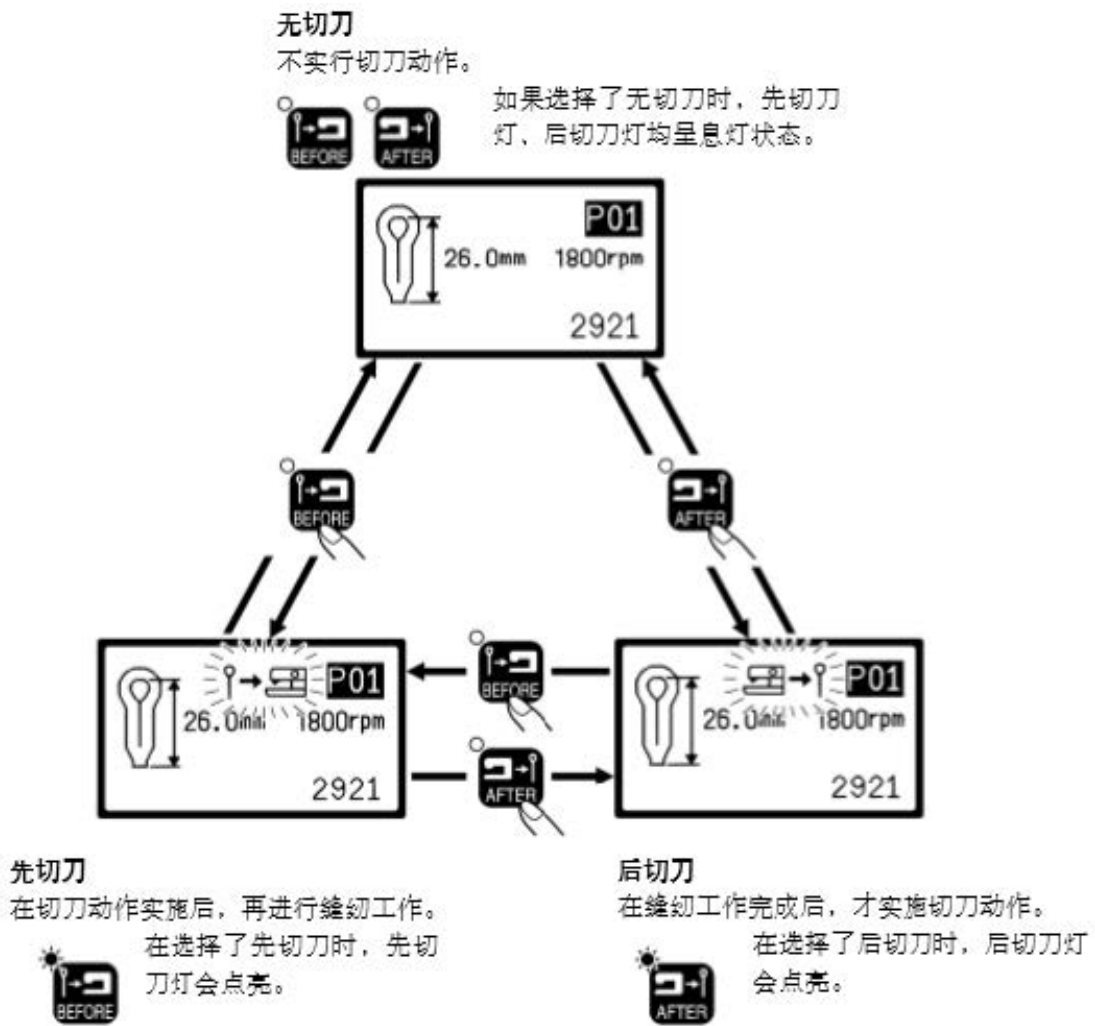 无切刀
不实行切刀动作。
如果选择了无切刀时，先切刀
灯、后切刀灯均呈息灯状态。
BEFORE AFTER
P01
26.0mm 1800rpm
2921
BEFORE
AFTER
P01
26.0mm 1800rpm
2921
BEFORE
AFTER
P01
26.0mm 1800rpm
2921
先切刀
在切刀动作实施后，再进行缝纫工作。
在选择了先切刀时，先切
刀灯会点亮。
BEFORE
后切刀
在缝纫工作完成后，才实施切刀动作。
在选择了后切刀时，后切刀灯
会点亮。
AFTER